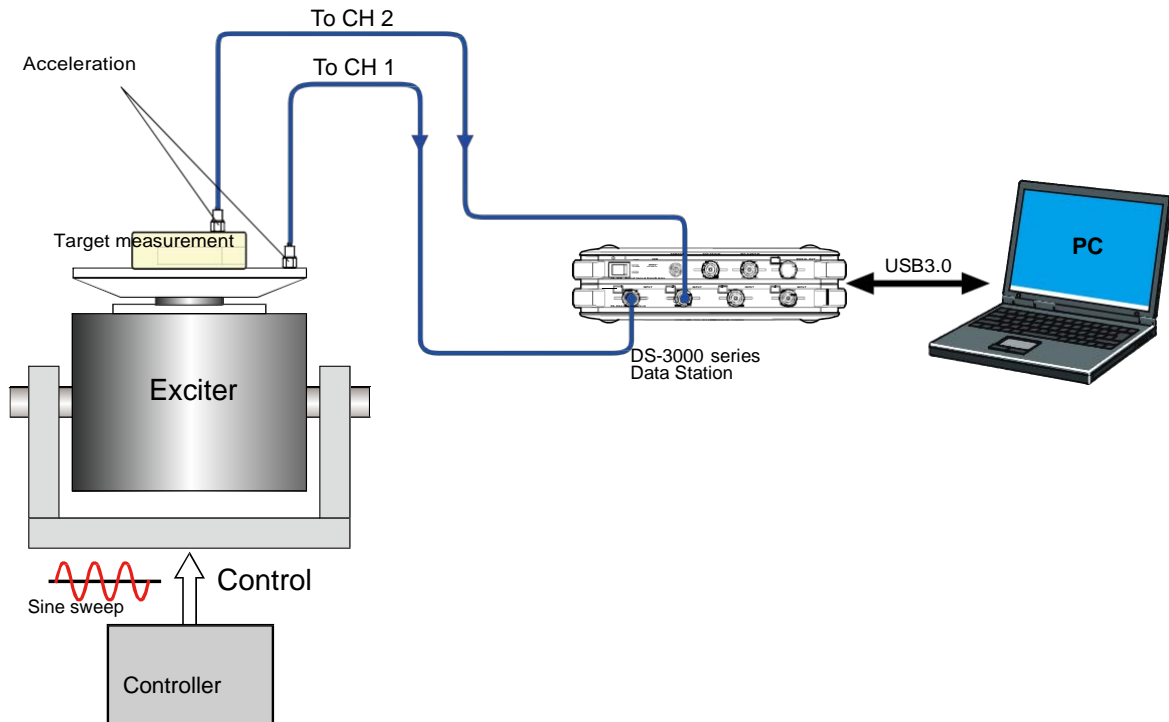 To CH 2
Acceleration
To CH 1
Target measurement
PC
USB3.0
DS-3000 series
Data Station
Exciter
Control
Sine sweep
Controller